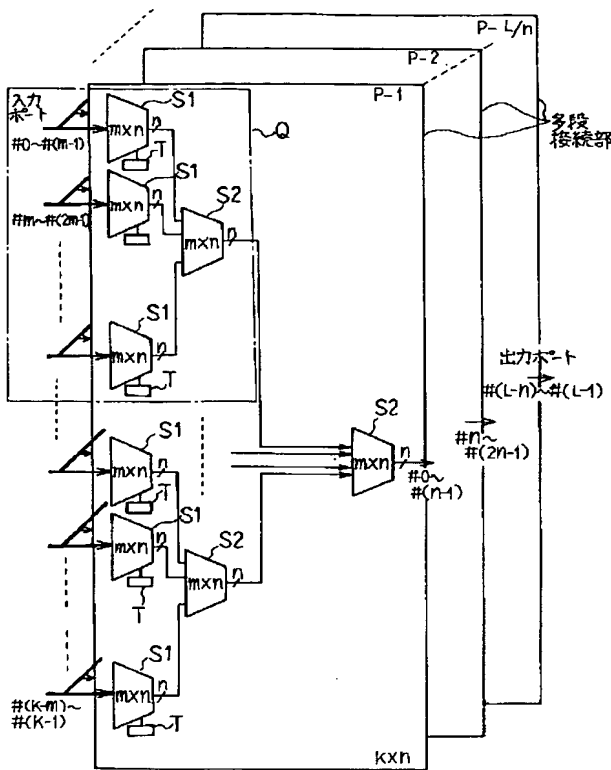 P-L/n
P-2
P-1
多段
接続部
入力
ポート
S1
Q
m×n
n
T
#0~#(m-1)
S1
m×n
n
#m~#(2m-1)
S2
m×n
n
S1
m×n
n
T
出力ポート
#(L-n)~#(L-1)
#n~
#(2n-1)
S1
m×n
n
T
S2
m×n
n
#0~
#(n-1)
S1
m×n
n
T
S2
m×n
n
S1
m×n
n
T
#(K-m)~
#(K-1)
k×n